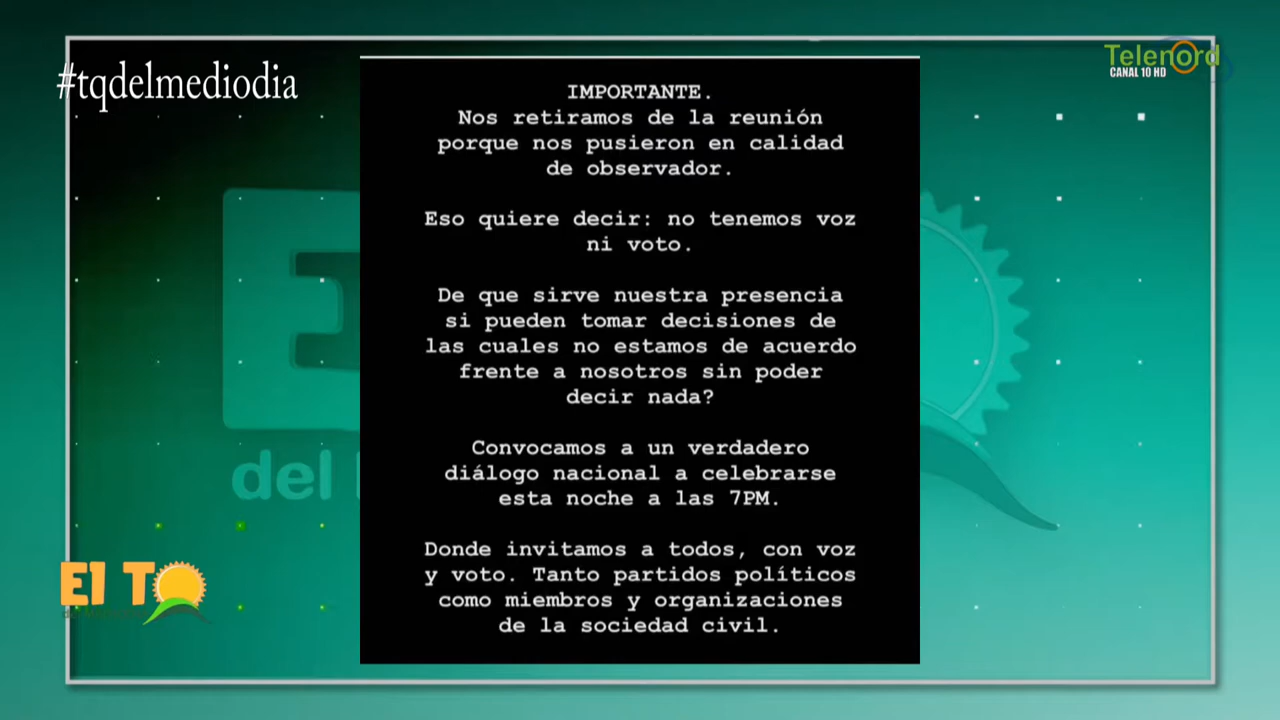 #tqdelmediodia
Telenord
CANAL 10 HD
IMPORTANTE.
Nos retiramos de la reunión
porque nos pusieron en calidad
de observador.
Eso quiere decir: no tenemos voz
ni voto.
De que sirve nuestra presencia
si pueden tomar decisiones de
las cuales no estamos de acuerdo
frente a nosotros sin poder
decir nada?
Convocamos a un verdadero
diálogo nacional a celebrarse
esta noche a las 7PM.
Donde invitamos a todos, con voz
y voto. Tanto partidos políticos
como miembros y organizaciones
de la sociedad civil.
del
El T